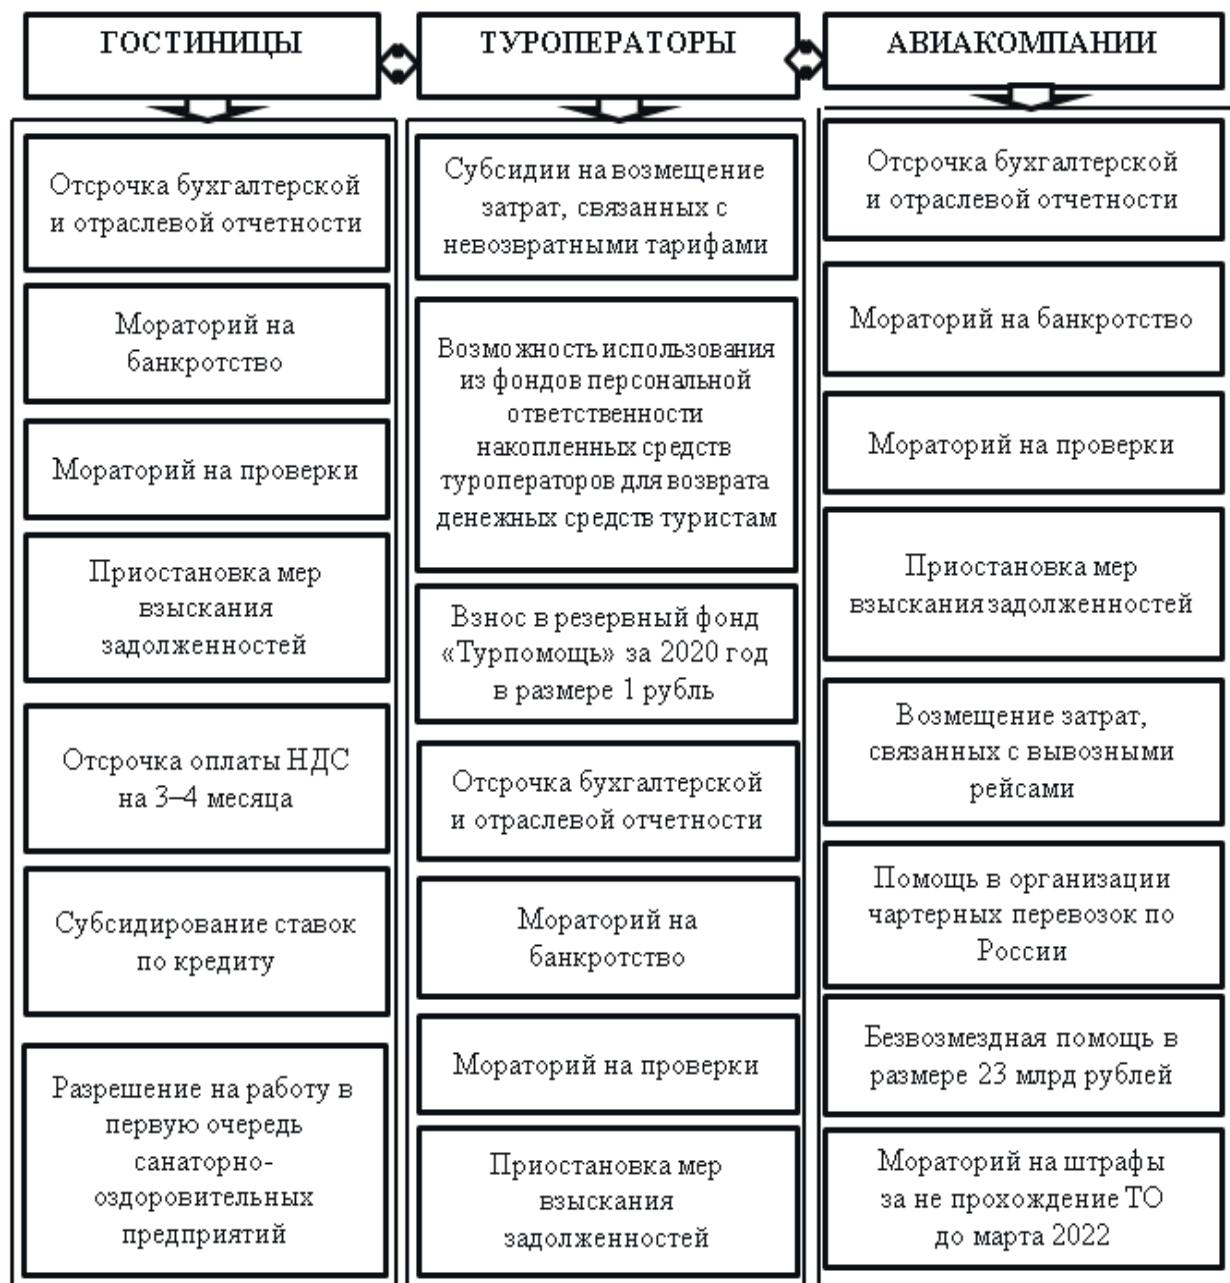 ГОСТИНИЦЫ
Отсрочка бухгалтерской
и отраслевой отчетности
Мораторий на
банкротство
Мораторий на проверки
Приостановка мер
взыскания
задолженностей
Отсрочка оплаты НДС
на 3–4 месяца
Субсидирование ставок
по кредиту
Разрешение на работу в
первую очередь
санаторно-
оздоровительных
предприятий
ТУРОПЕРАТОРЫ
Субсидии на возмещение
затрат, связанных с
невозвратными тарифами
Возможность использования
из фондов персональной
ответственности
накопленных средств
туроператоров для возврата
денежных средств туристам
Взнос в резервный фонд
«Турпомощь» за 2020 год
в размере 1 рубль
Отсрочка бухгалтерской
и отраслевой отчетности
Мораторий на
банкротство
Мораторий на проверки
Приостановка мер
взыскания
задолженностей
АВИАКОМПАНИИ
Отсрочка бухгалтерской
и отраслевой отчетности
Мораторий на банкротство
Мораторий на проверки
Приостановка мер
взыскания задолженностей
Возмещение затрат,
связанных с вывозными
рейсами
Помощь в организации
чартерных перевозок по
России
Безвозмездная помощь в
размере 23 млрд рублей
Мораторий на штрафы
за не прохождение ТО
до марта 2022